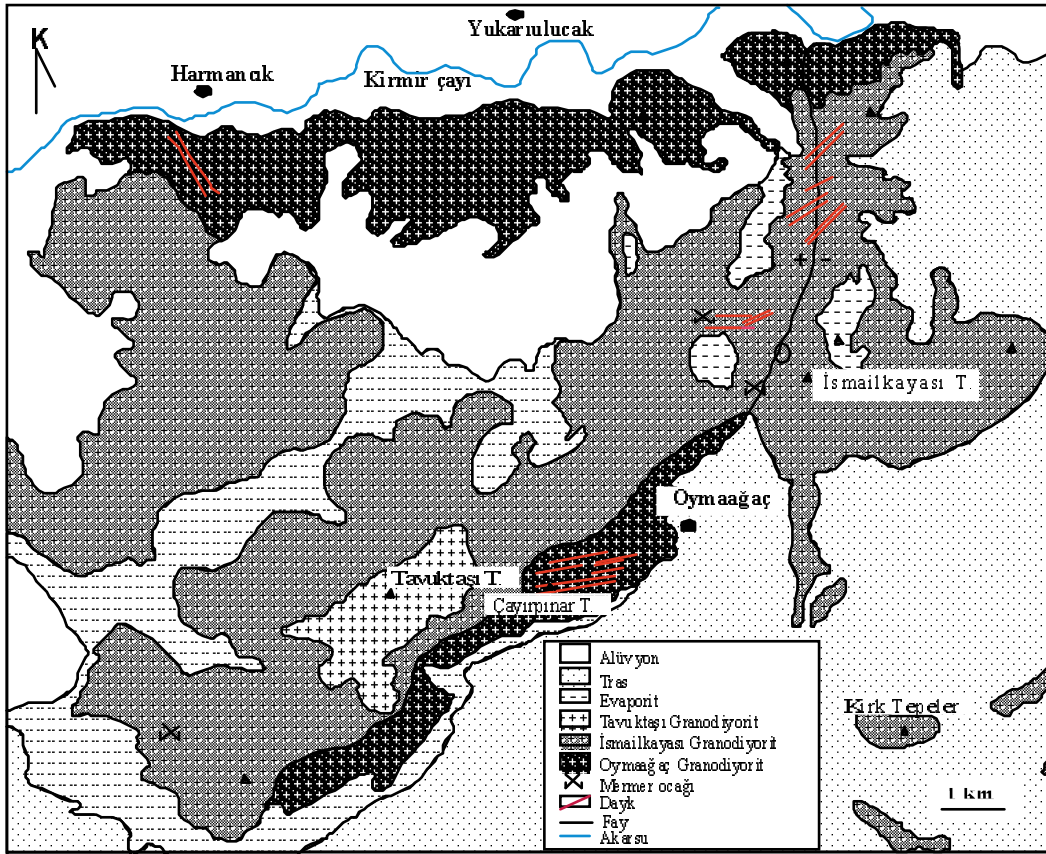 K
Yukarıulucak
Harmancık
Kirmir çayı
+ -
İsmailkayası T.
Oymaağaç
Tavuktaşı T.
Çayırpınar T.
Alüvyon
Tras
Evaporit
Tavuktaşı Granodiyorit
İsmailkayası Granodiyorit
Oymaağaç Granodiyorit
Mermer ocağı
Dayk
Fay
Akarsu
Kırk Tepeler
1 km